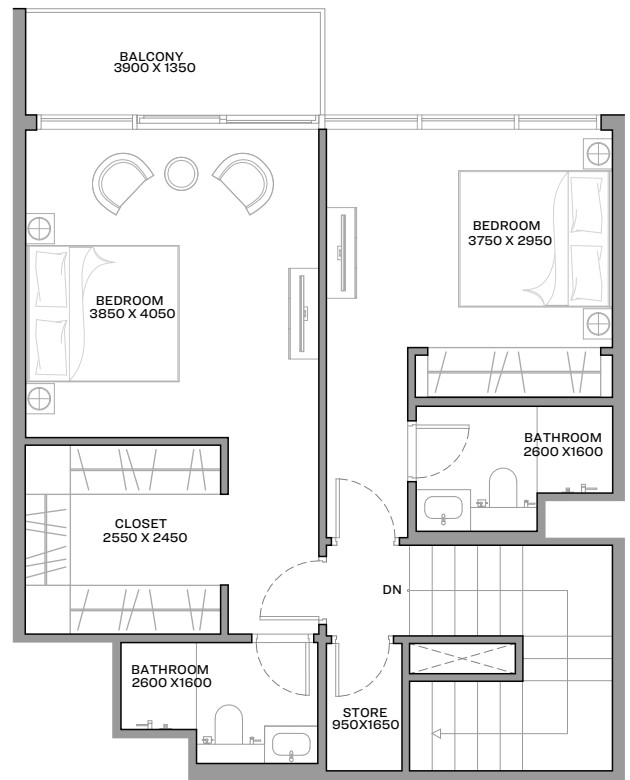 BALCONY
3900 X 1350
BEDROOM
3750 X 2950
BEDROOM
3850 X 4050
BATHROOM
2600 X1600
CLOSET
2550 X 2450
DN
BATHROOM
2600 X1600
STORE
950X1650